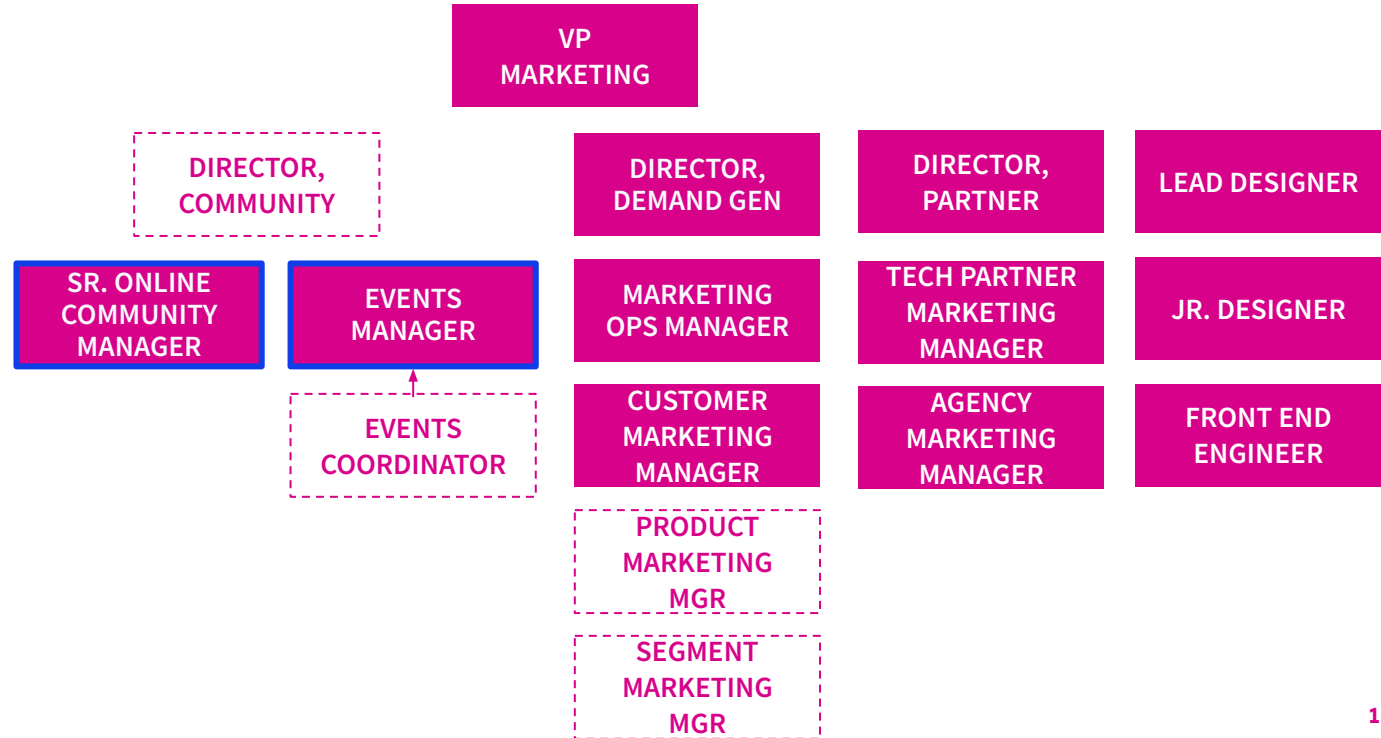 VP
MARKETING
DIRECTOR,
COMMUNITY
DIRECTOR,
DEMAND GEN
DIRECTOR,
PARTNER
LEAD DESIGNER
SR. ONLINE
COMMUNITY
MANAGER
EVENTS
MANAGER
MARKETING
OPS MANAGER
TECH PARTNER
MARKETING
MANAGER
JR. DESIGNER
EVENTS
COORDINATOR
CUSTOMER
MARKETING
MANAGER
AGENCY
MARKETING
MANAGER
FRONT END
ENGINEER
PRODUCT
MARKETING
MGR
SEGMENT
MARKETING
MGR
1